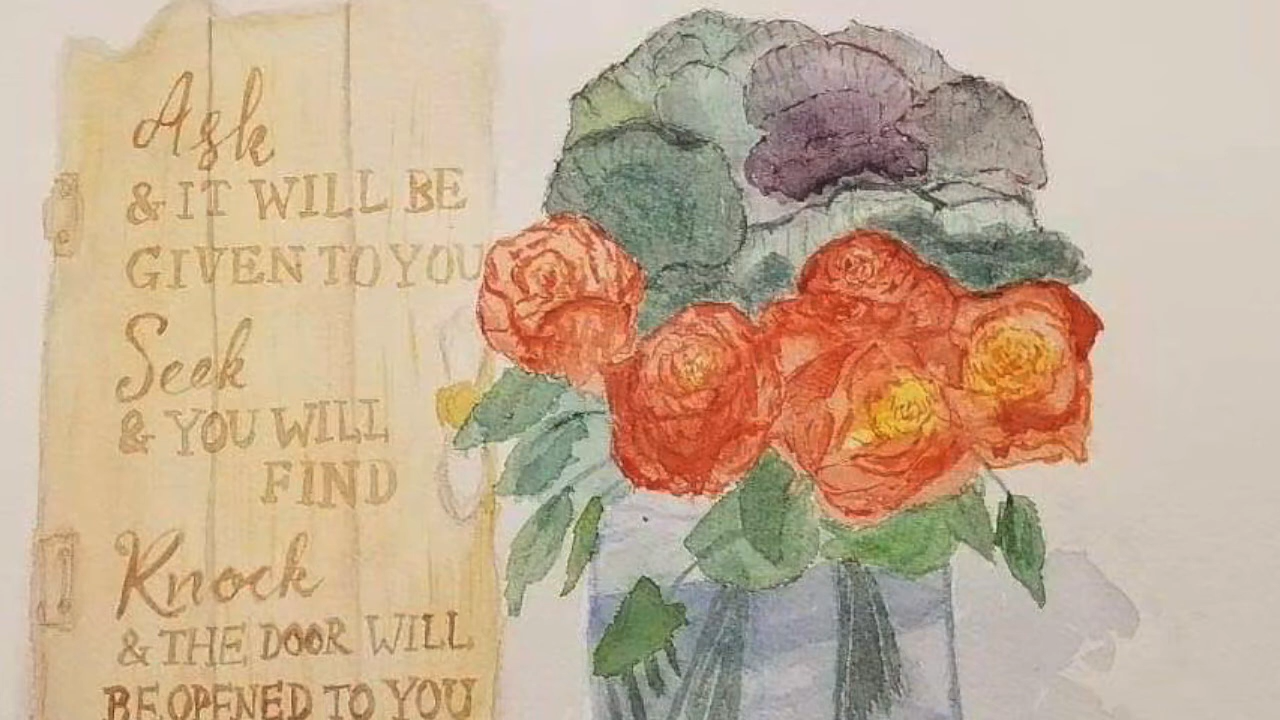 Ask
& IT WILL BE
GIVEN TO YOU
Seek
& YOU WILL
FIND
Knock
& THE DOOR WILL
BE OPENED TO YOU